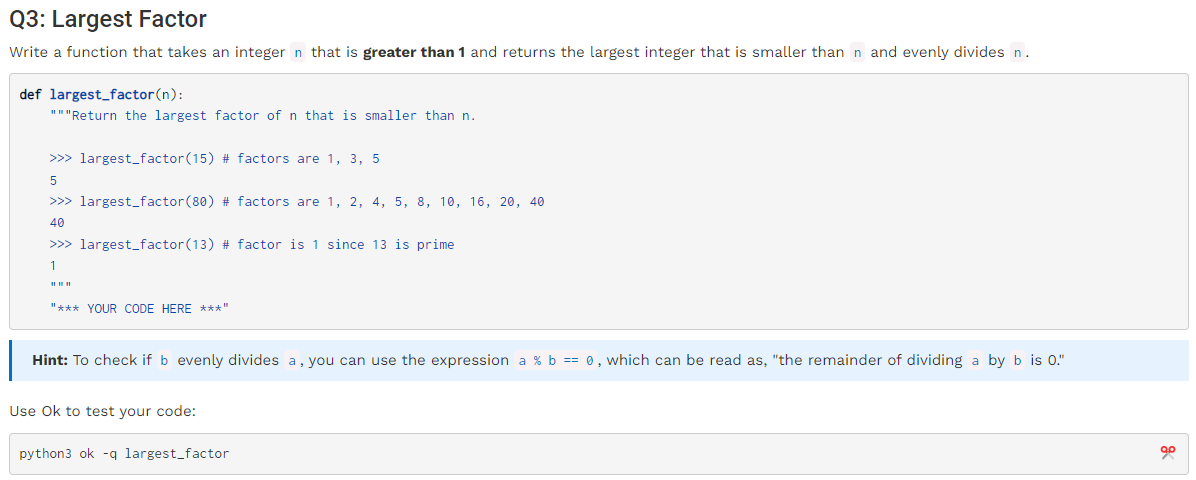 Q3: Largest Factor
Write a function that takes an integer n that is greater than 1 and returns the largest integer that is smaller than n and evenly divides n.
def largest_factor(n):
    """Return the largest factor of n that is smaller than n.
    >>> largest_factor(15) # factors are 1, 3, 5
    5
    >>> largest_factor(80) # factors are 1, 2, 4, 5, 8, 10, 16, 20, 40
    40
    >>> largest_factor(13) # factor is 1 since 13 is prime
    1
    """
    "*** YOUR CODE HERE ***"
Hint: To check if b evenly divides a, you can use the expression a % b == 0, which can be read as, "the remainder of dividing a by b is 0."
Use Ok to test your code:
python3 ok -q largest_factor